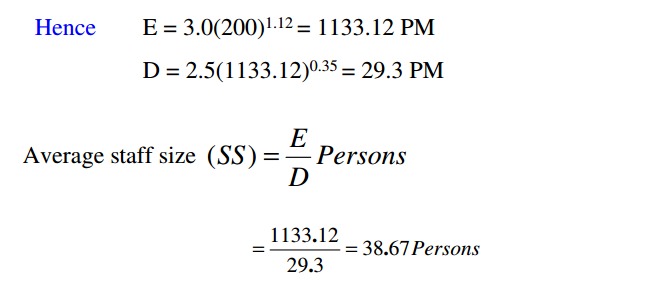 Hence E = 3.0(200)^1.12 = 1133.12 PM
D = 2.5(1133.12)^0.35 = 29.3 PM
Average staff size (SS) = E/D Persons
= 1133.12/29.3 = 38.67 Persons